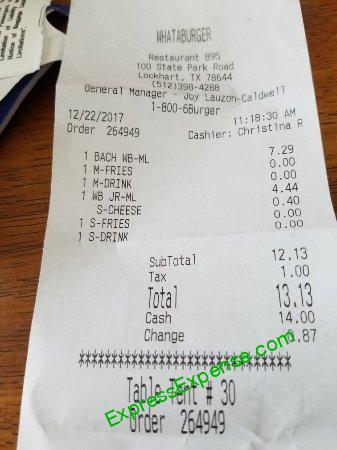 WHATABURGER
Restaurant 895
100 State Park Road
Lockhart, TX 78644
(512)398-4288
General Manager - Joy Lauzon-Caldwell
1-800-6Burger
12/22/2017 11:18:30 AM
Order 264949 Cashier: Christina R
1 BACH WB-ML 7.29
1 M-FRIES 0.00
1 M-DRINK 0.00
1 WB JR-ML 4.44
S-CHEESE 0.40
1 S-FRIES 0.00
1 S-DRINK 0.00
SubTotal 12.13
Tax 1.00
Total 13.13
Cash 14.00
Change 0.87
Table Tent # 30
Order 264949
ExpressExpense.com